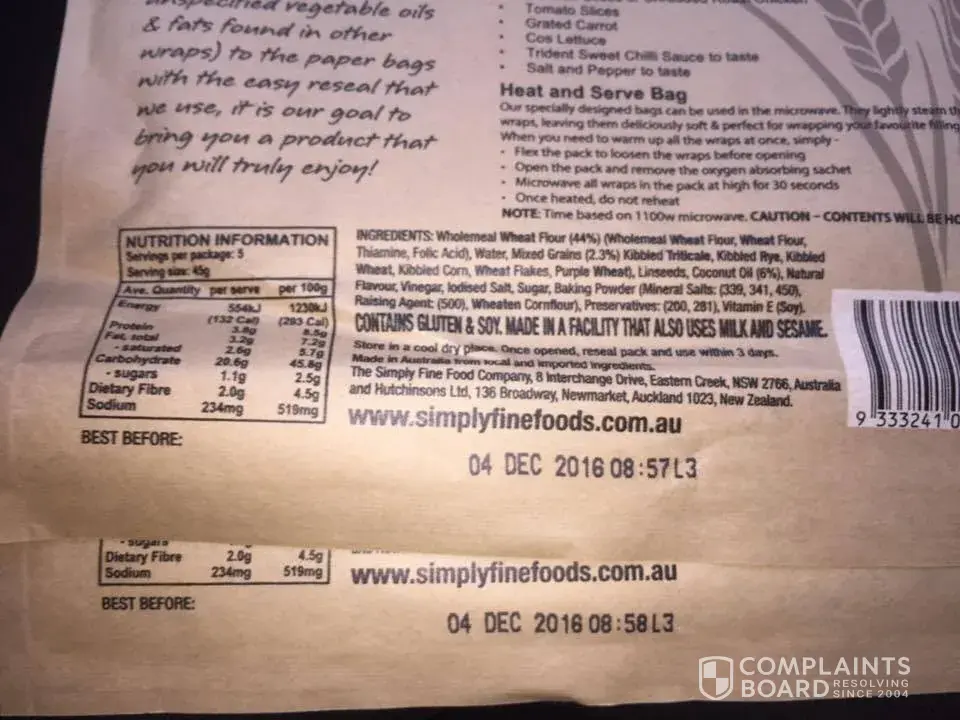 unspecified vegetable oils
& fats found in other
wraps) to the paper bags
with the easy reseal that
we use, it is our goal to
bring you a product that
you will truly enjoy!
• Tomato Slices
• Grated Carrot
• Cos Lettuce
• Trident Sweet Chilli Sauce to taste
• Salt and Pepper to taste
Heat and Serve Bag
Our specially designed bags can be used in the microwave. They lightly steam th
wraps, leaving them deliciously soft & perfect for wrapping your favourite filling
When you need to warm up all the wraps at once, simply -
• Flex the pack to loosen the wraps before opening
• Open the pack and remove the oxygen absorbing sachet
• Microwave all wraps in the pack at high for 30 seconds
• Once heated, do not reheat
NOTE: Time based on 1100w microwave. CAUTION – CONTENTS WILL BE HO
NUTRITION INFORMATION
Servings per package: 5
Serving size: 45g
Ave. Quantity per serve per 100g
Energy 554kJ 1230kJ
(132 Cal) (293 Cal)
Protein 3.8g 8.5g
Fat, total 3.2g 7.2g
- saturated 2.6g 5.7g
Carbohydrate 20.6g 45.8g
- sugars 1.1g 2.5g
Dietary Fibre 2.0g 4.5g
Sodium 234mg 519mg
INGREDIENTS: Wholemeal Wheat Flour (44%) (Wholemeal Wheat Flour, Wheat Flour,
Thiamine, Folic Acid), Water, Mixed Grains (2.3%) Kibbled Triticale, Kibbled Rye, Kibbled
Wheat, Kibbled Corn, Wheat Flakes, Purple Wheat), Linseeds, Coconut Oil (6%), Natural
Flavour, Vinegar, Iodised Salt, Sugar, Baking Powder (Mineral Salts: (339, 341, 450),
Raising Agent: (500), Wheaten Cornflour), Preservatives: (200, 281), Vitamin E (Soy).
CONTAINS GLUTEN & SOY. MADE IN A FACILITY THAT ALSO USES MILK AND SESAME.
Store in a cool dry place. Once opened, reseal pack and use within 3 days.
Made in Australia from local and imported ingredients.
The Simply Fine Food Company, 8 Interchange Drive, Eastern Creek, NSW 2766, Australia
and Hutchinsons Ltd, 136 Broadway, Newmarket, Auckland 1023, New Zealand.
www.simplyfinefoods.com.au
9 333241 0
BEST BEFORE:
04 DEC 2016 08:57L3
- sugars
Dietary Fibre 2.0g 4.5g
Sodium 234mg 519mg
www.simplyfinefoods.com.au
BEST BEFORE:
04 DEC 2016 08:58L3
COMPLAINTS
BOARD RESOLVING
SINCE 2004